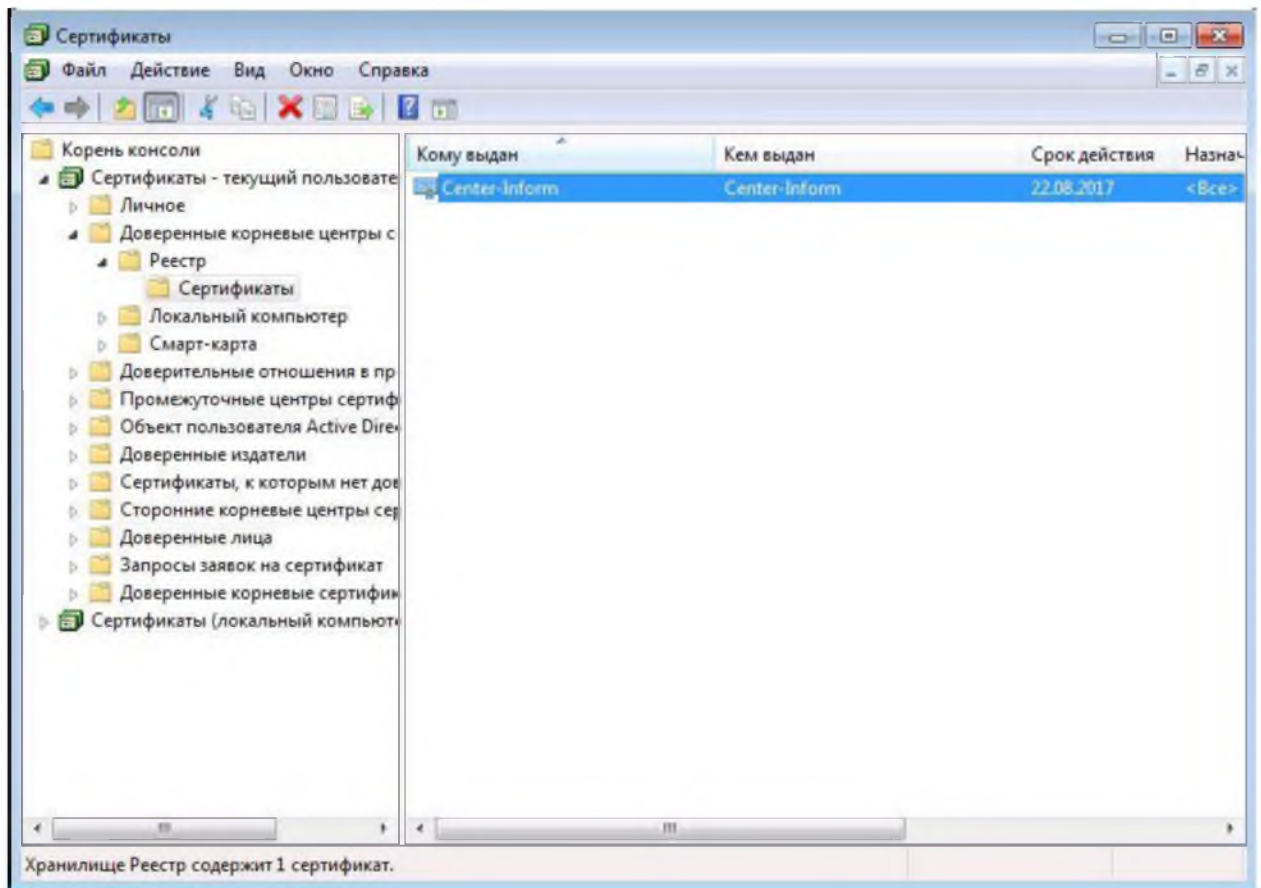 Сертификаты
Файл Действие Вид Окно Справка
Корень консоли
Сертификаты - текущий пользовате
Личное
Доверенные корневые центры с
Реестр
Сертификаты
Локальный компьютер
Смарт-карта
Доверительные отношения в пр
Промежуточные центры сертиф
Объект пользователя Active Dire
Доверенные издатели
Сертификаты, к которым нет дов
Сторонние корневые центры сер
Доверенные лица
Запросы заявок на сертификат
Доверенные корневые сертифик
Сертификаты (локальный компьюте
Кому выдан Кем выдан Срок действия Назнач
Center-Inform Center-Inform 22.08.2017 <Все>
Хранилище Реестр содержит 1 сертификат.